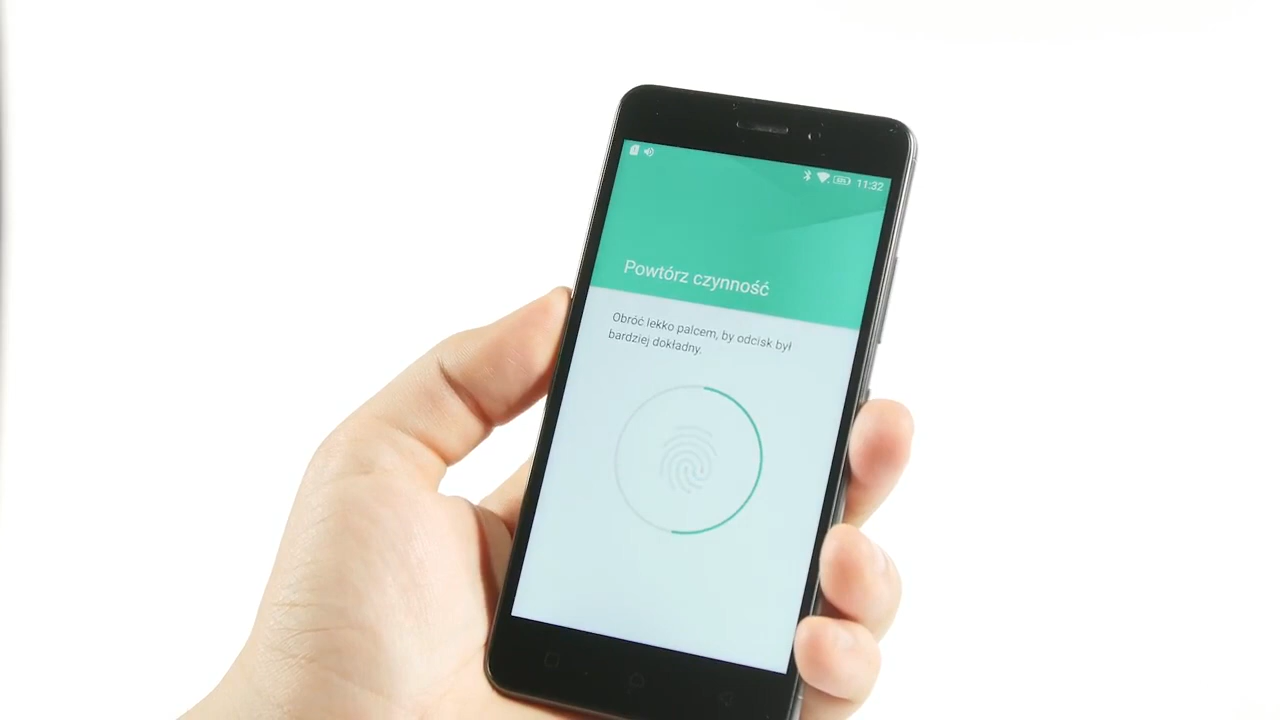 11:32
Powtórz czynność
Obróć lekko palcem, by odcisk był
bardziej dokładny.